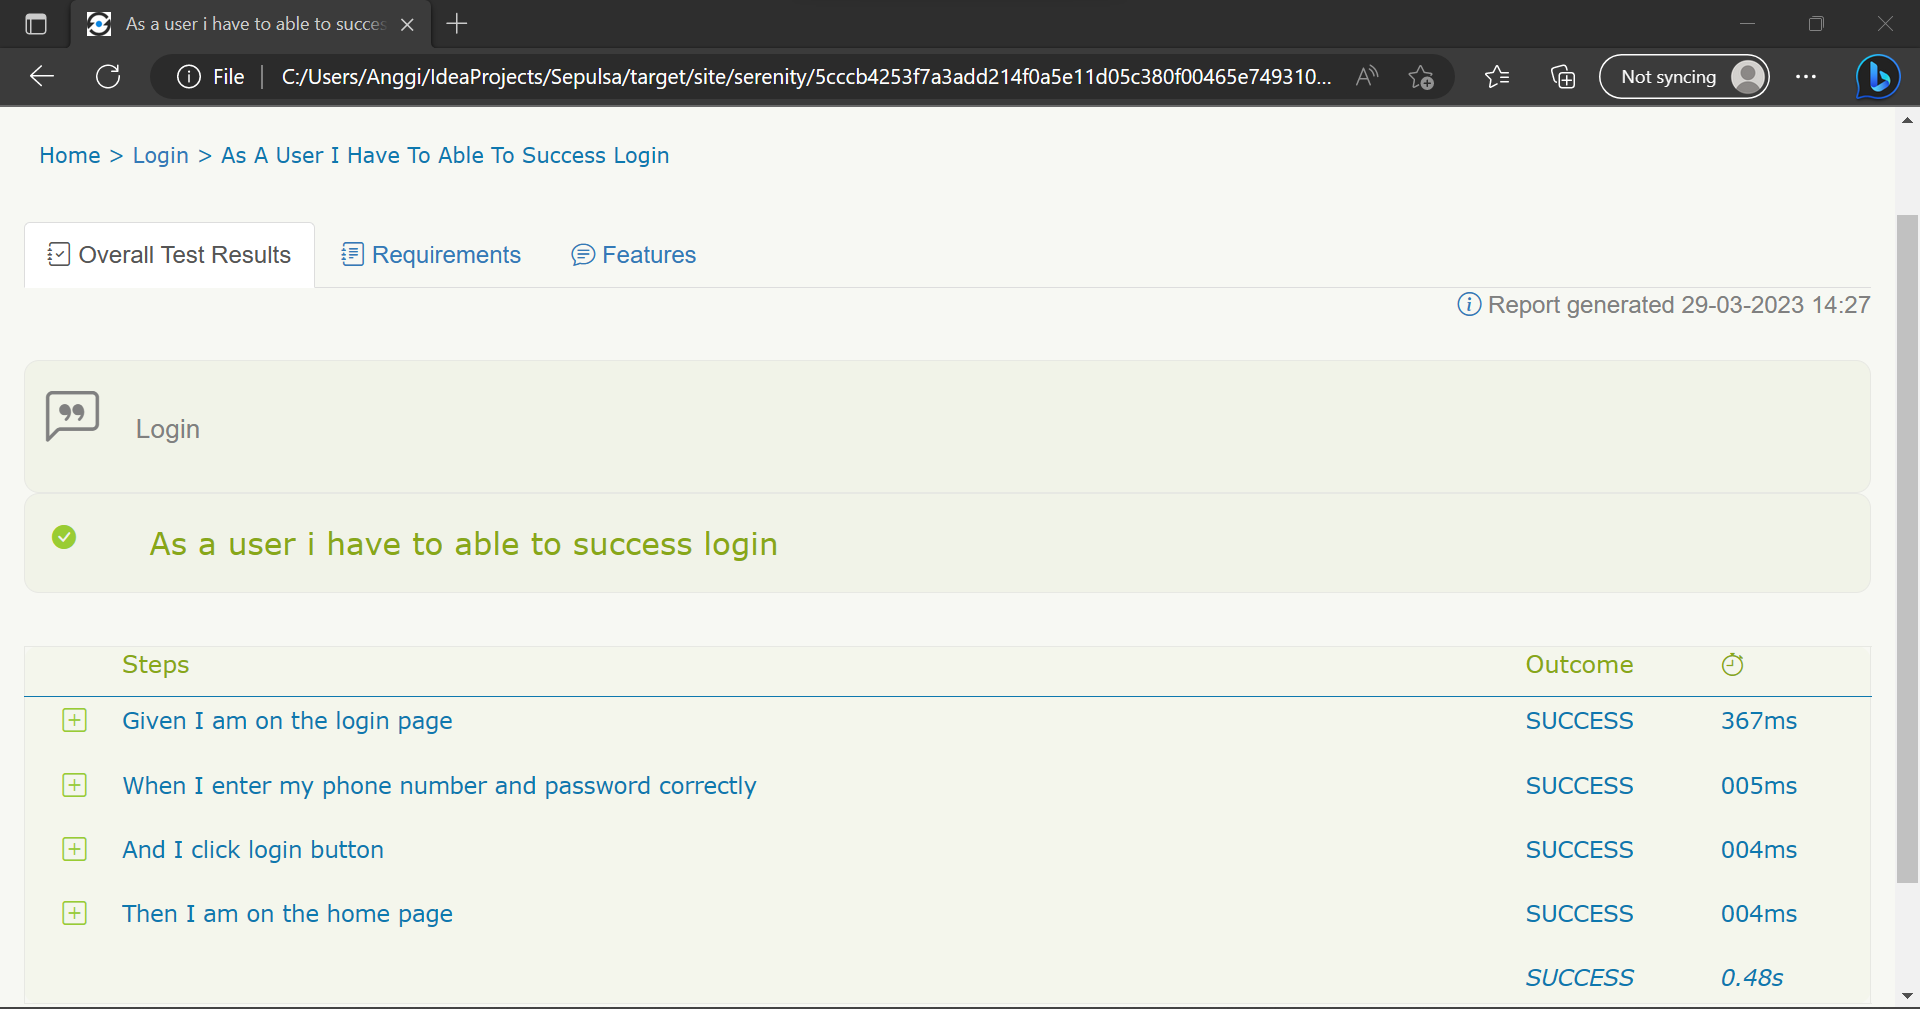 As a user i have to able to succes
File
C:/Users/Anggi/IdeaProjects/Sepulsa/target/site/serenity/5cccb4253f7a3add214f0a5e11d05c380f00465e749310...
Not syncing
Home > Login > As A User I Have To Able To Success Login
Overall Test Results
Requirements
Features
Report generated 29-03-2023 14:27
Login
As a user i have to able to success login
Steps Outcome
Given I am on the login page SUCCESS 367ms
When I enter my phone number and password correctly SUCCESS 005ms
And I click login button SUCCESS 004ms
Then I am on the home page SUCCESS 004ms
SUCCESS 0.48s